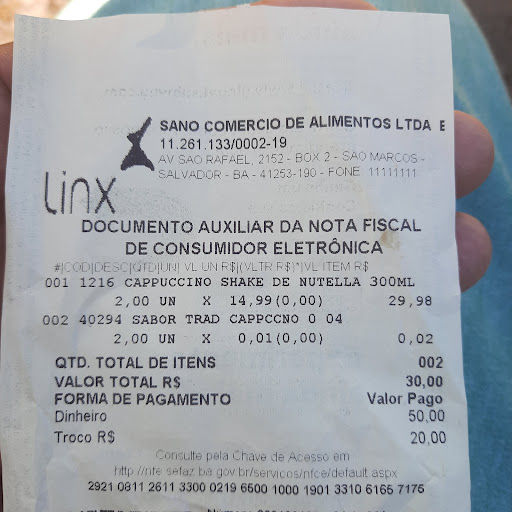 linx
SANO COMERCIO DE ALIMENTOS LTDA E
11.261.133/0002-19
AV SAO RAFAEL, 2152 - BOX 2 - SAO MARCOS -
SALVADOR - BA - 41253-190 - FONE 11111111
DOCUMENTO AUXILIAR DA NOTA FISCAL
DE CONSUMIDOR ELETRÔNICA
#|COD|DESC|QTD|UN| VL UN R$|(VLTR R$)*|VL ITEM R$
001 1216 CAPPUCCINO SHAKE DE NUTELLA 300ML
2,00 UN X 14,99(0,00) 29,98
002 40294 SABOR TRAD CAPPCCNO 0 04
2,00 UN X 0,01(0,00) 0,02
QTD. TOTAL DE ITENS 002
VALOR TOTAL R$ 30,00
FORMA DE PAGAMENTO Valor Pago
Dinheiro 50,00
Troco R$ 20,00
Consulte pela Chave de Acesso em
http://nfe.sefaz.ba.gov.br/servicos/nfce/default.aspx
2921 0811 2611 3300 0219 6500 1000 1901 3310 6166 7175